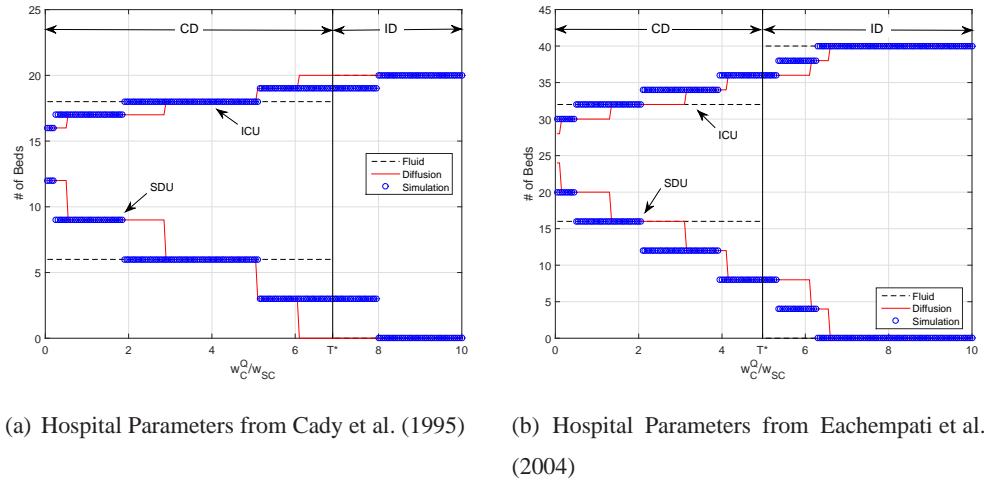 CD
ID
25
20
15
10
5
0
# of Beds
ICU
SDU
Fluid
Diffusion
Simulation
0
2
4
6
T*
8
10
w_C^Q/w_SC
(a) Hospital Parameters from Cady et al. (1995)
CD
ID
45
40
35
30
25
20
15
10
5
0
# of Beds
ICU
SDU
Fluid
Diffusion
Simulation
0
2
4
T*
6
8
10
w_C^Q/w_SC
(b) Hospital Parameters from Eachempati et al.
(2004)